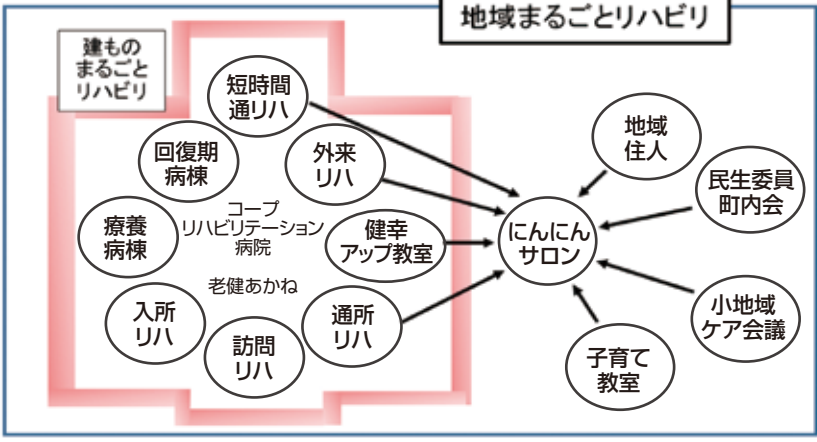 地域まるごとリハビリ
建もの
まるごと
リハビリ
短時間
通リハ
回復期
病棟
外来
リハ
療養
病棟
コープ
リハビリテーション
病院
健幸
アップ教室
老健あかね
入所
リハ
訪問
リハ
通所
リハ
にんにん
サロン
地域
住人
民生委員
町内会
小地域
ケア会議
子育て
教室